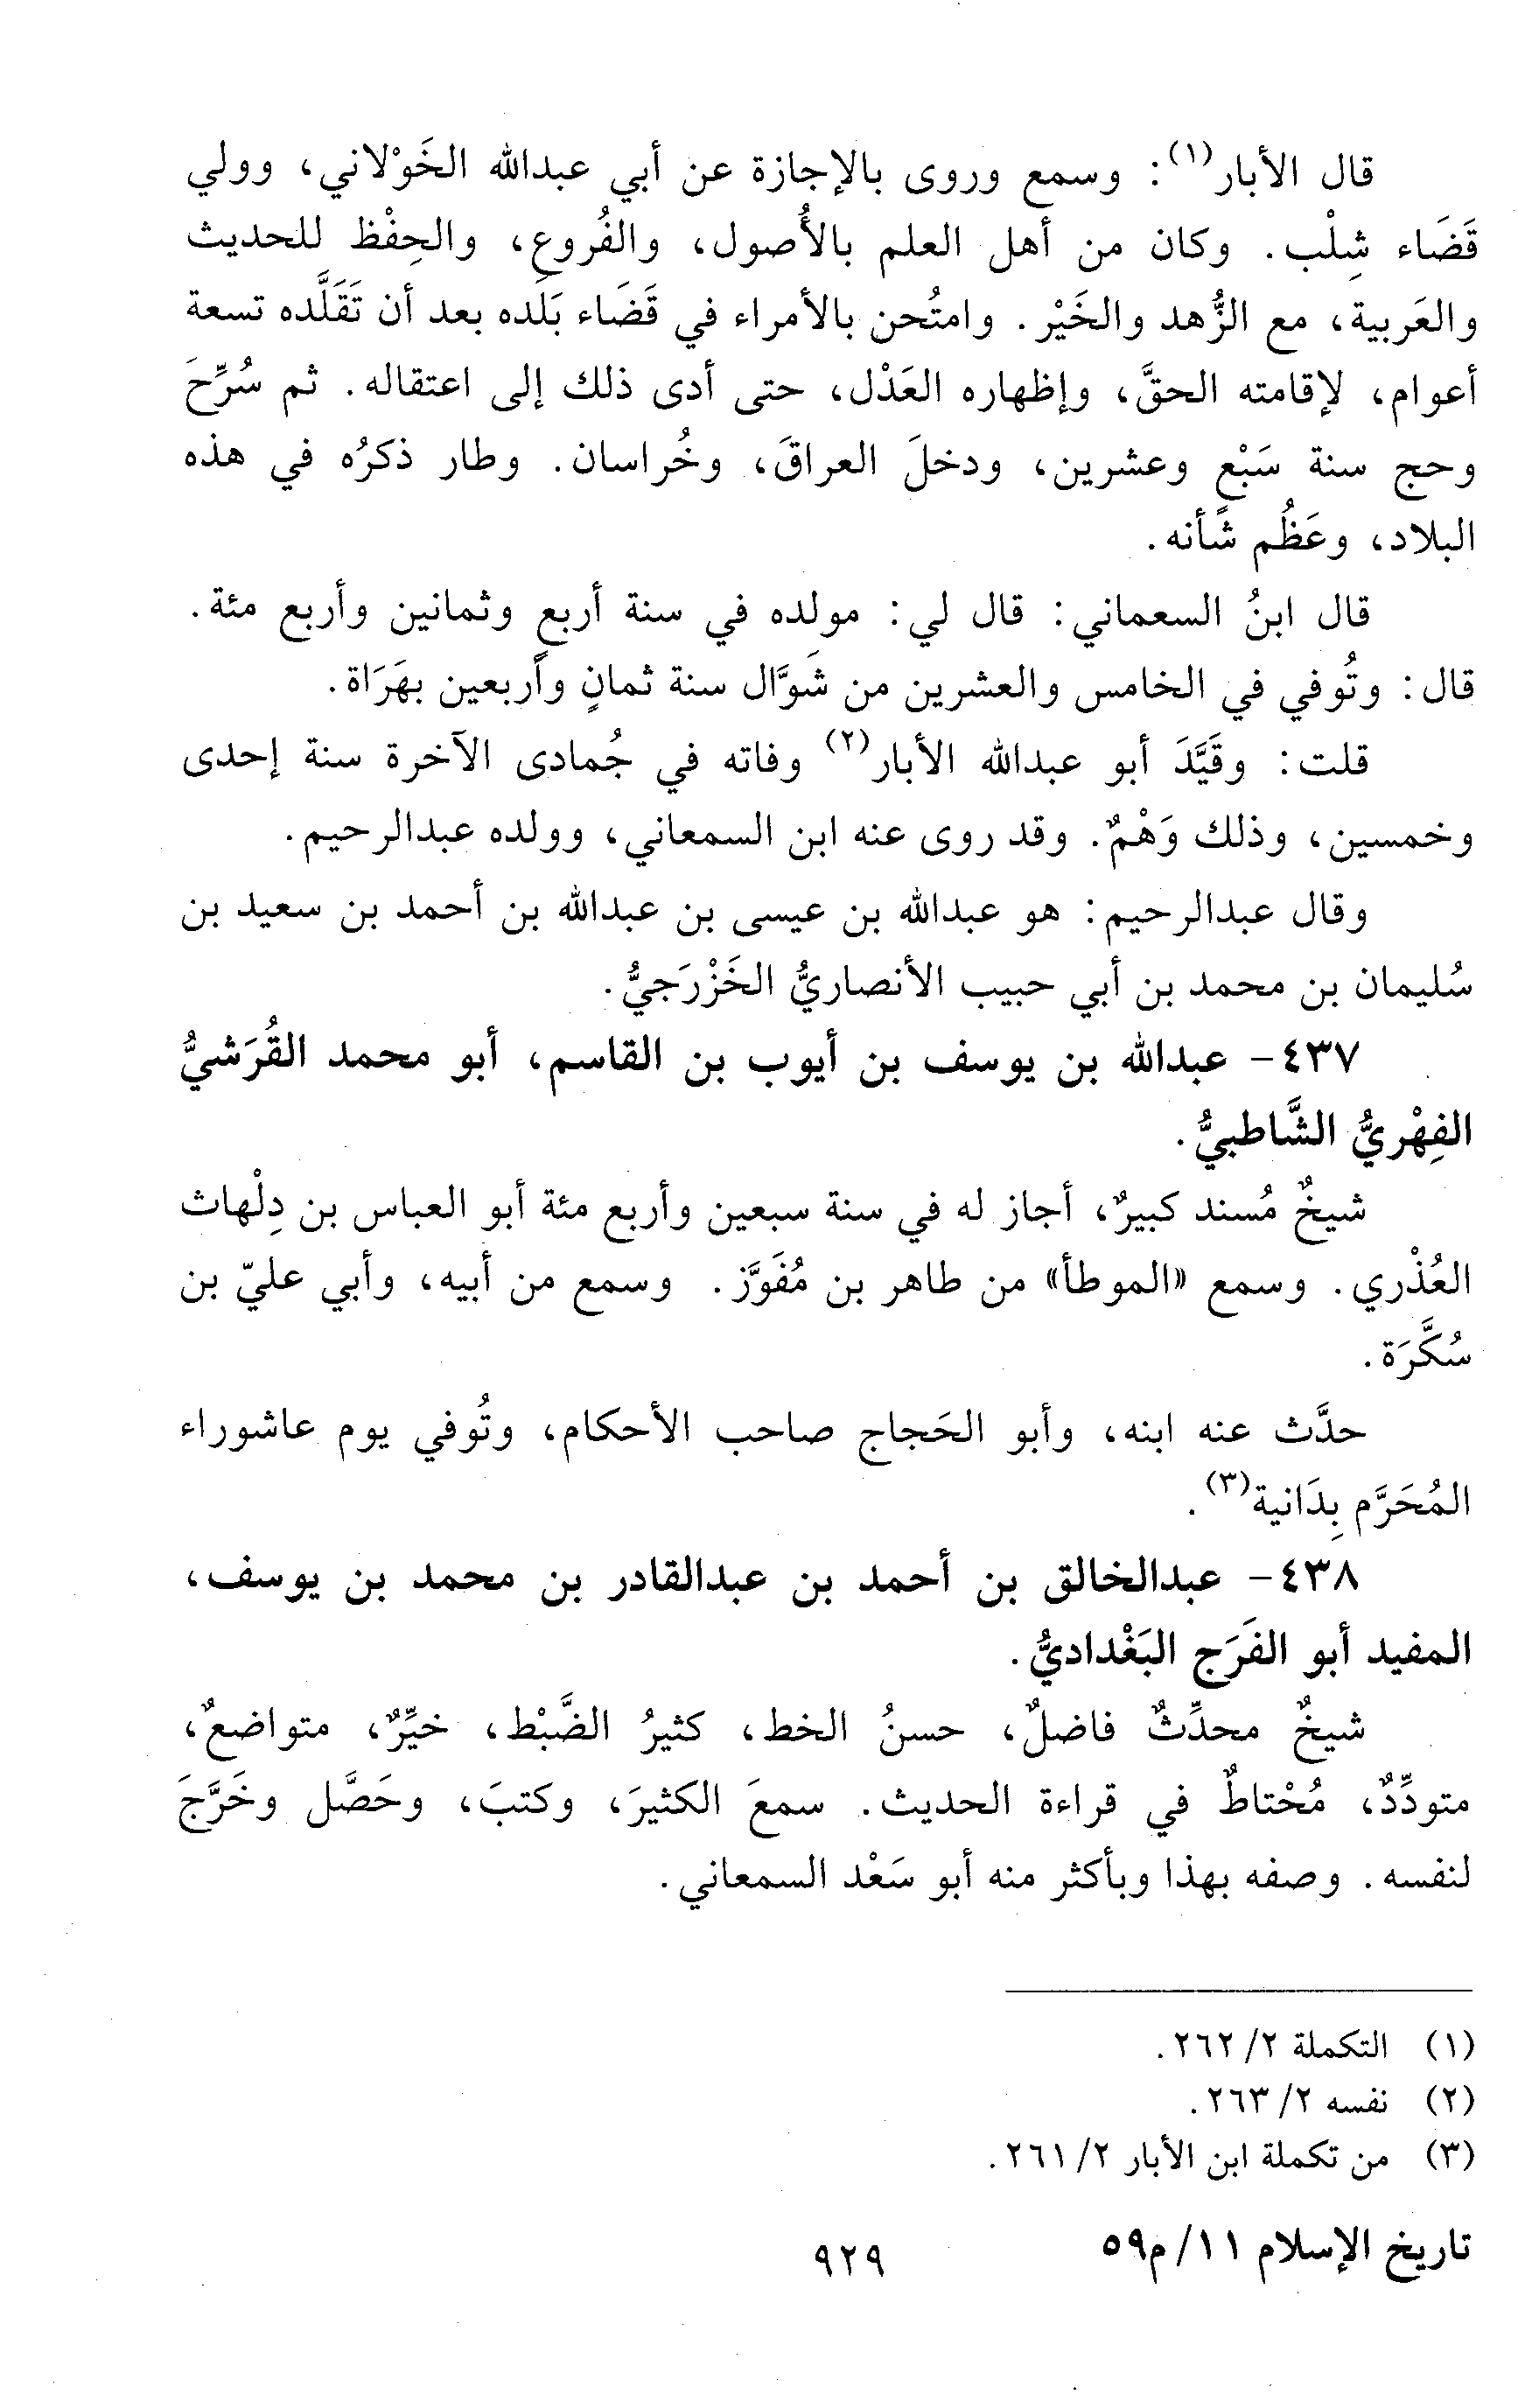 قال الأبار(١): وسمع وروى بالإجازة عن أبي عبدالله الخَوْلاني، وولي
قَضَاء شِلْب. وكان من أهل العلم بالأُصول، والفُروعِ، والحِفْظ للحديث
والعَربية، مع الزُّهد والخَيْر. وامتُحن بالأمراء في قَضَاء بَلَده بعد أن تَقَلَّده تسعة
أعوام، لإقامته الحقَّ، وإظهاره العَدْل، حتى أدى ذلك إلى اعتقاله. ثم سُرِّحَ
وحج سنة سَبْعٍ وعشرين، ودخلَ العراقَ، وخُراسان. وطار ذكرُه في هذه
البلاد، وعَظُم شأنه.
قال ابنُ السعماني: قال لي: مولده في سنة أربعٍ وثمانين وأربع مئة.
قال: وتُوفي في الخامس والعشرين من شَوَّال سنة ثمانٍ وأربعين بهَرَاة.
قلت: وقَيَّدَ أبو عبدالله الأبار(٢) وفاته في جُمادى الآخرة سنة إحدى
وخمسين، وذلك وَهْمٌ. وقد روى عنه ابن السمعاني، وولده عبدالرحيم.
وقال عبدالرحيم: هو عبدالله بن عيسى بن عبدالله بن أحمد بن سعيد بن
سُليمان بن محمد بن أبي حبيب الأنصاريُّ الخَزْرَجيُّ.
٤٣٧- عبدالله بن يوسف بن أيوب بن القاسم، أبو محمد القُرَشيُّ
الفِهْريُّ الشَّاطبيُّ.
شيخٌ مُسند كبيرٌ، أجاز له في سنة سبعين وأربع مئة أبو العباس بن دِلْهاث
العُذْري. وسمع «الموطأ» من طاهر بن مُفَوَّز. وسمع من أبيه، وأبي عليّ بن
سُكَّرَة.
حدَّث عنه ابنه، وأبو الحَجاج صاحب الأحكام، وتُوفي يوم عاشوراء
المُحَرَّم بِدَانية(٣).
٤٣٨- عبدالخالق بن أحمد بن عبدالقادر بن محمد بن يوسف،
المفيد أبو الفَرَج البَغْداديُّ.
شيخٌ محدِّثٌ فاضلٌ، حسنُ الخط، كثيرُ الضَّبْط، خيِّرٌ، متواضعٌ،
متودِّدٌ، مُحْتاطٌ في قراءة الحديث. سمعَ الكثيرَ، وكتبَ، وحَصَّل وخَرَّجَ
لنفسه. وصفه بهذا وبأكثر منه أبو سَعْد السمعاني.
(١) التكملة ٢/ ٢٦٢.
(٢) نفسه ٢/ ٢٦٣.
(٣) من تكملة ابن الأبار ٢/ ٢٦١.
تاريخ الإسلام ١١/ م٥٩
٩٢٩